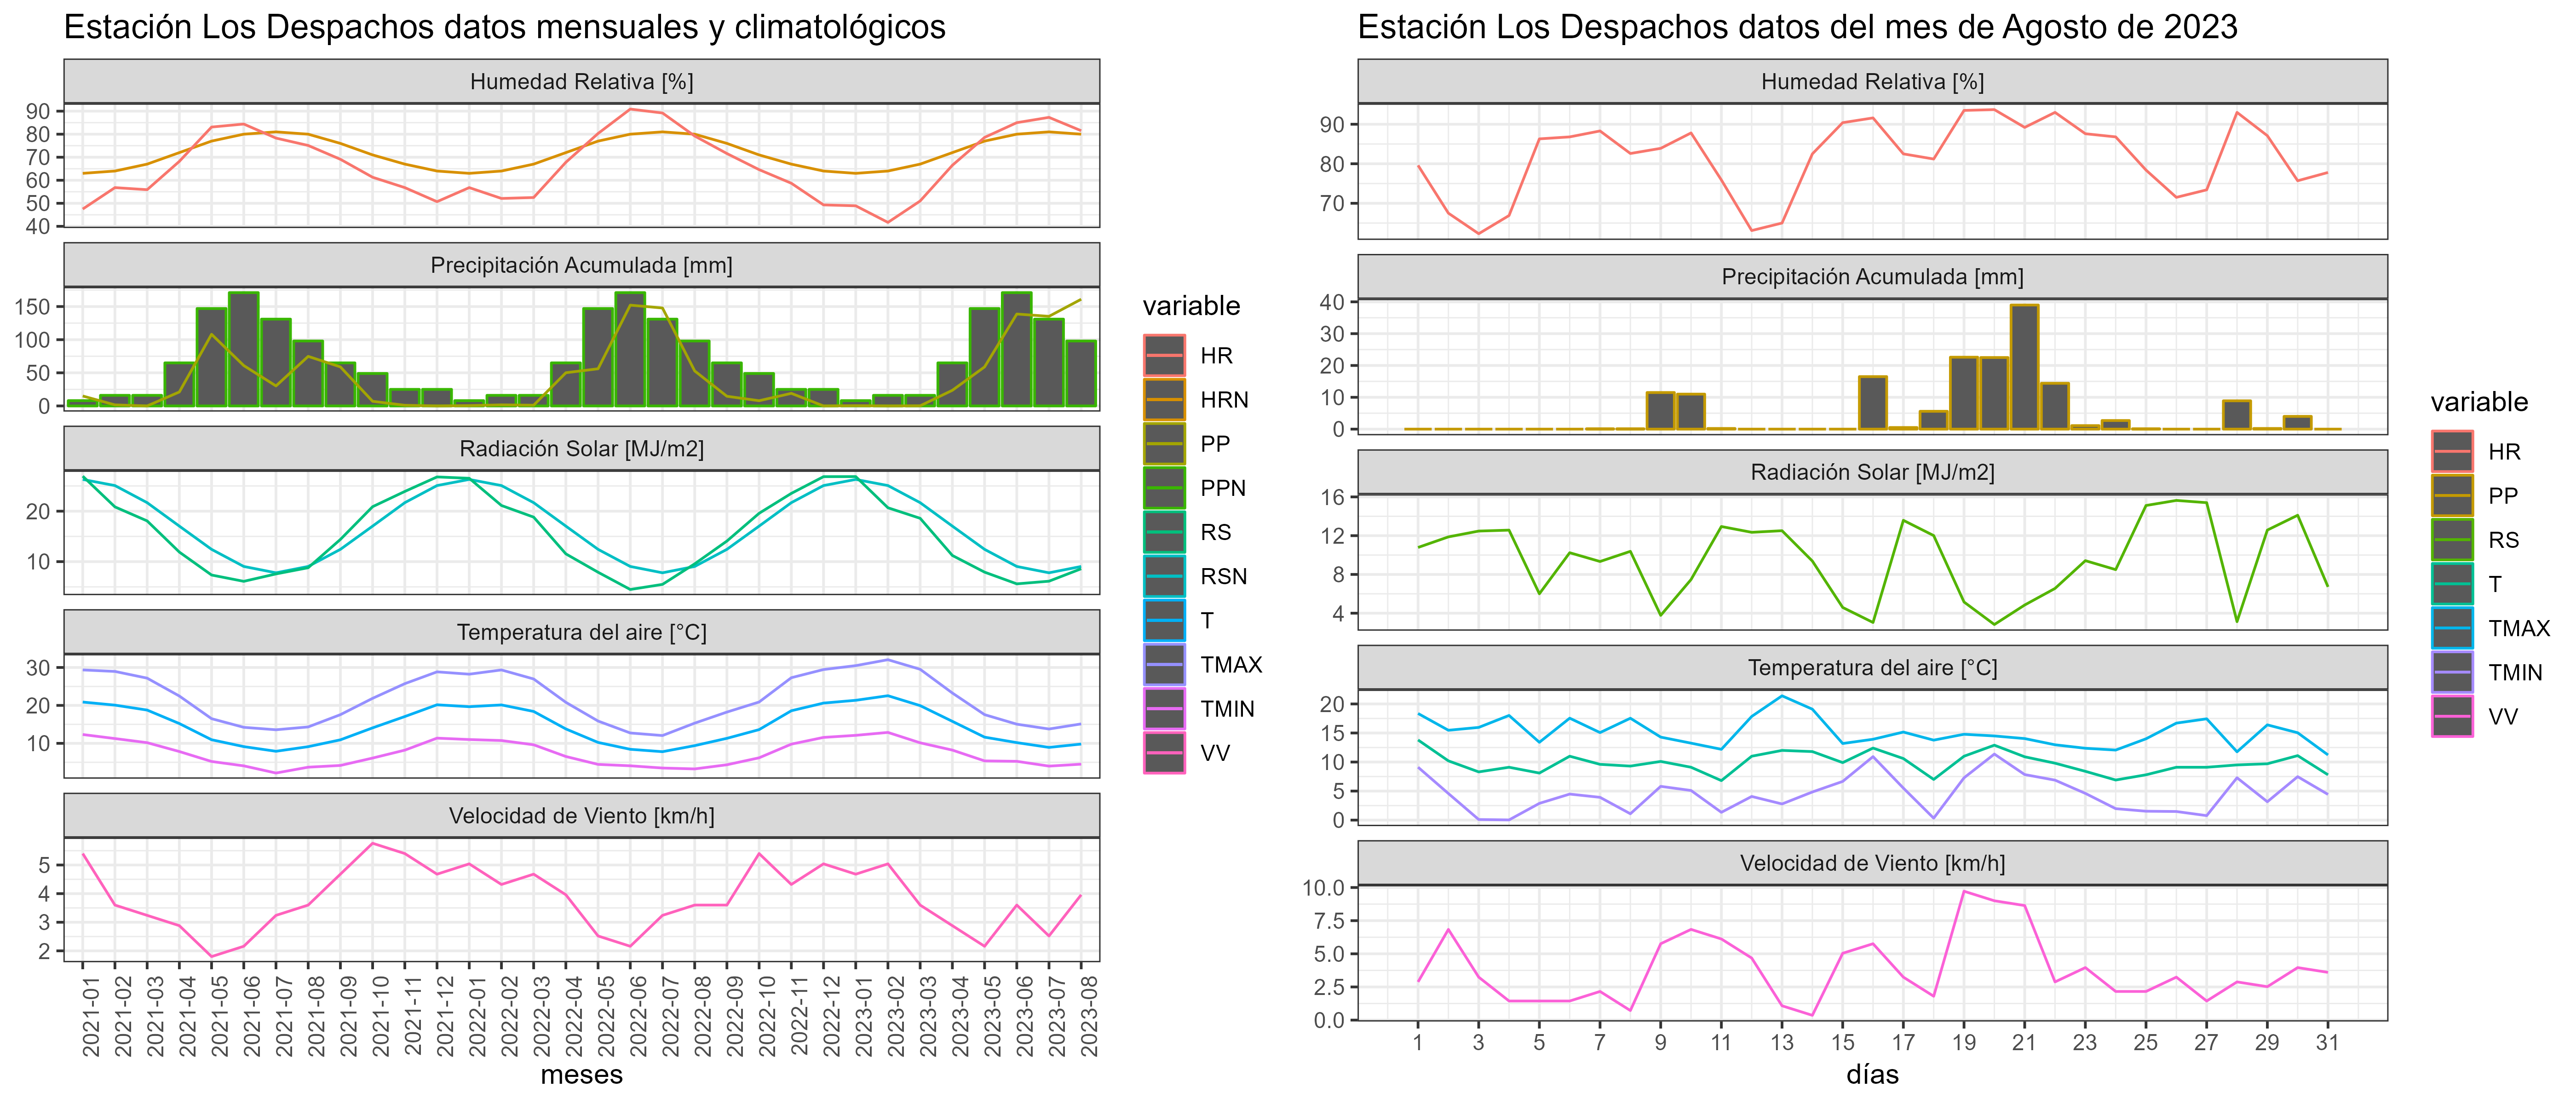 Estación Los Despachos datos mensuales y climatológicos
Humedad Relativa [%]
90
80
70
60
50
40
Precipitación Acumulada [mm]
150
100
50
0
Radiación Solar [MJ/m2]
20
10
Temperatura del aire [°C]
30
20
10
Velocidad de Viento [km/h]
5
4
3
2
2021-01
2021-02
2021-03
2021-04
2021-05
2021-06
2021-07
2021-08
2021-09
2021-10
2021-11
2021-12
2022-01
2022-02
2022-03
2022-04
2022-05
2022-06
2022-07
2022-08
2022-09
2022-10
2022-11
2022-12
2023-01
2023-02
2023-03
2023-04
2023-05
2023-06
2023-07
2023-08
meses
variable
HR
HRN
PP
PPN
RS
RSN
T
TMAX
TMIN
VV
Estación Los Despachos datos del mes de Agosto de 2023
Humedad Relativa [%]
90
80
70
Precipitación Acumulada [mm]
40
30
20
10
0
Radiación Solar [MJ/m2]
16
12
8
4
Temperatura del aire [°C]
20
15
10
5
0
Velocidad de Viento [km/h]
10.0
7.5
5.0
2.5
0.0
1 3 5 7 9 11 13 15 17 19 21 23 25 27 29 31
días
variable
HR
PP
RS
T
TMAX
TMIN
VV